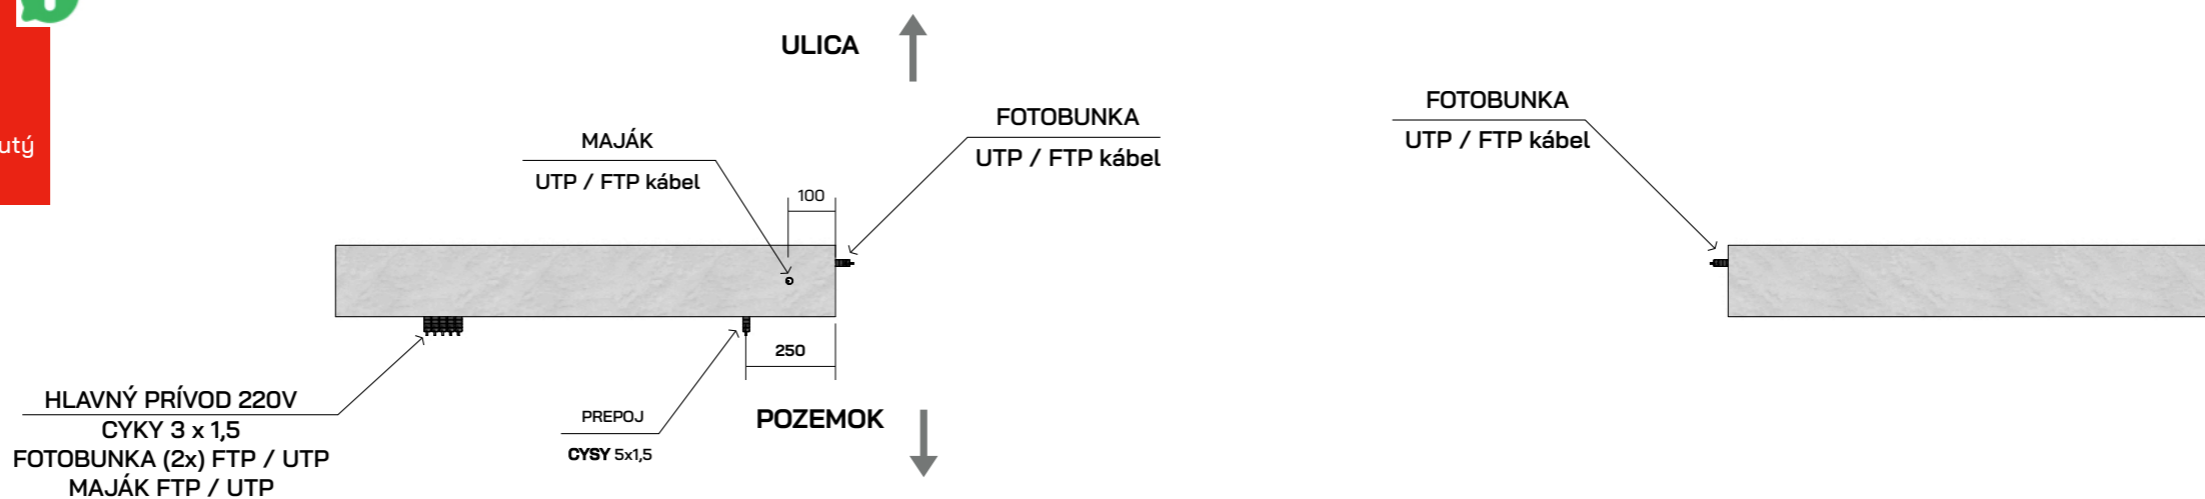 ULICA
FOTOBUNKA
UTP / FTP kábel
FOTOBUNKA
UTP / FTP kábel
MAJÁK
UTP / FTP kábel
100
250
HLAVNÝ PRÍVOD 220V
CYKY 3 x 1,5
FOTOBUNKA (2x) FTP / UTP
MAJÁK FTP / UTP
PREPOJ
CYSY 5x1,5
POZEMOK